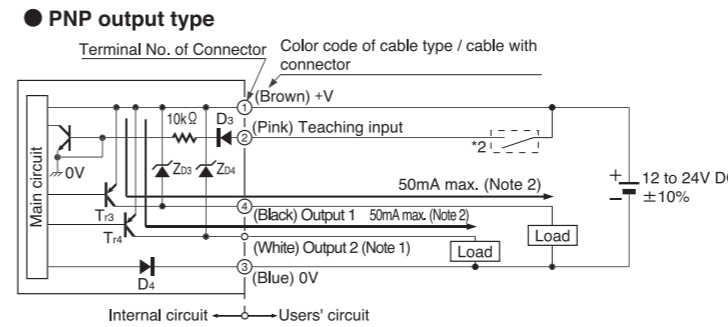 ● PNP output type
Terminal No. of Connector
Color code of cable type / cable with
connector
(Brown) +V
1
10kΩ
D3
(Pink) Teaching input
2
*2
0V
Main circuit
ZD3
ZD4
12 to 24V DC
±10%
+
−
50mA max. (Note 2)
Tr3
4
(Black) Output 1
50mA max. (Note 2)
Load
Tr4
(White) Output 2 (Note 1)
Load
3
(Blue) 0V
D4
Internal circuit
Users' circuit